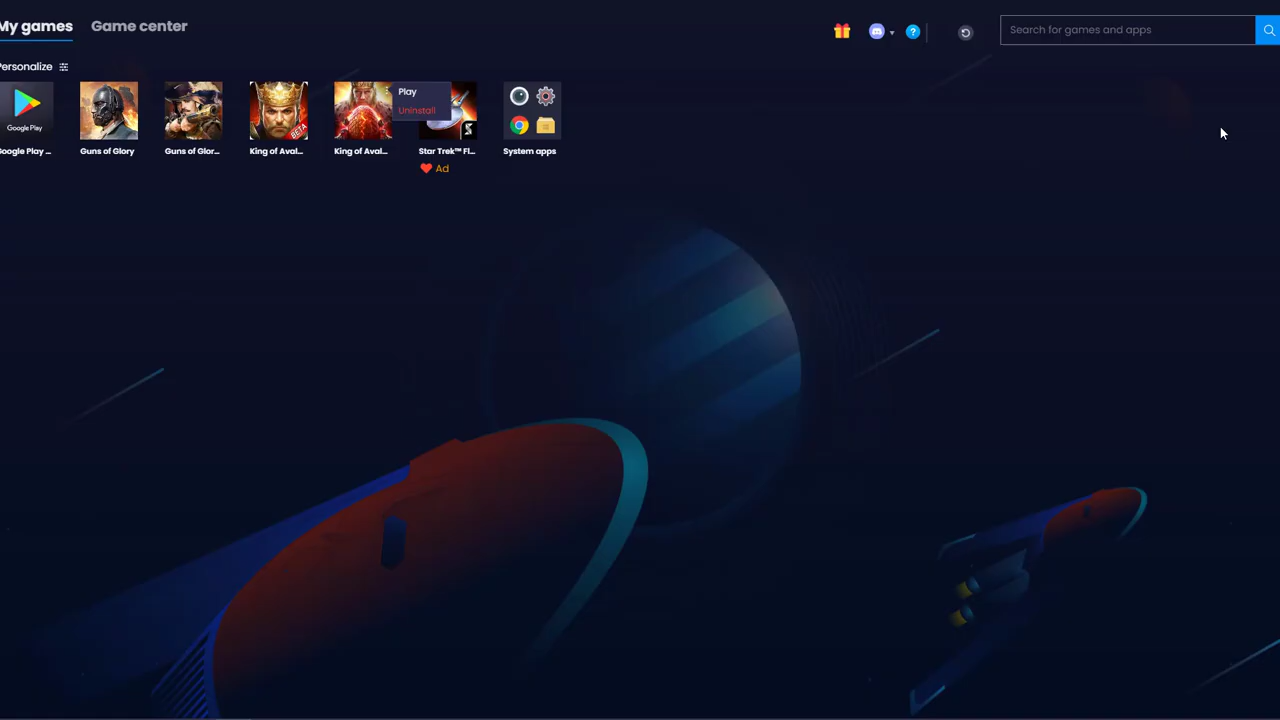 My games
Game center
Search for games and apps
Personalize
Play
Uninstall
Google Play
BETA
Google Play ...
Guns of Glory
Guns of Glor...
King of Aval...
King of Aval...
Star Trek™ Fl...
System apps
Ad